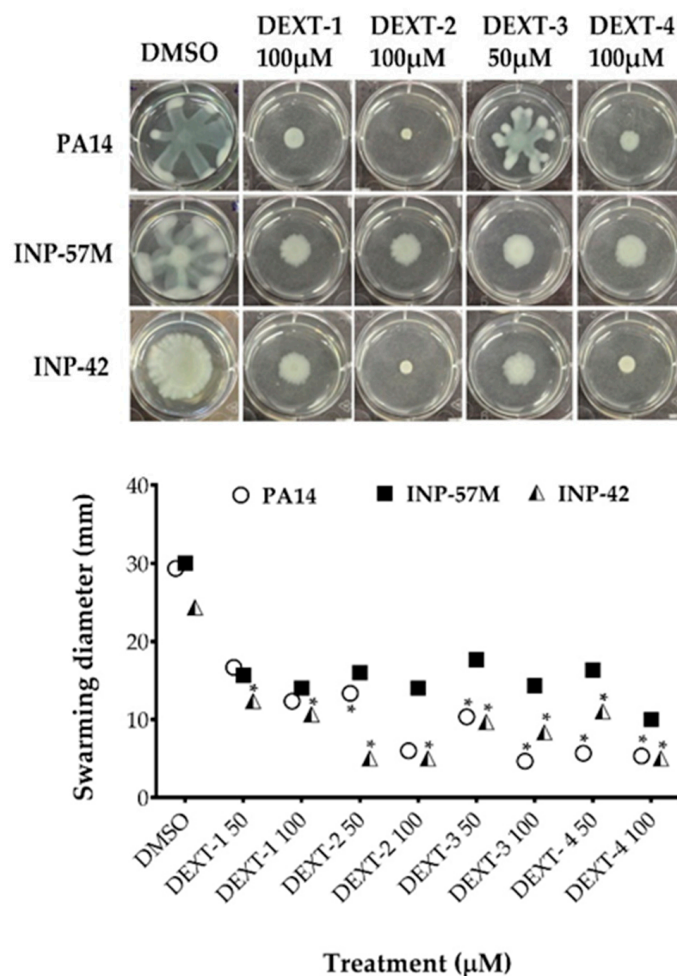 DMSO
DEXT-1
100μM
DEXT-2
100μM
DEXT-3
50μM
DEXT-4
100μM
PA14
INP-57M
INP-42
Swarming diameter (mm)
40
30
20
10
0
PA14
INP-57M
INP-42
* * * * * * * * * * * * *
DMSO
DEXT-1 50
DEXT-1 100
DEXT-2 50
DEXT-2 100
DEXT-3 50
DEXT-3 100
DEXT- 4 50
DEXT-4 100
Treatment (μM)